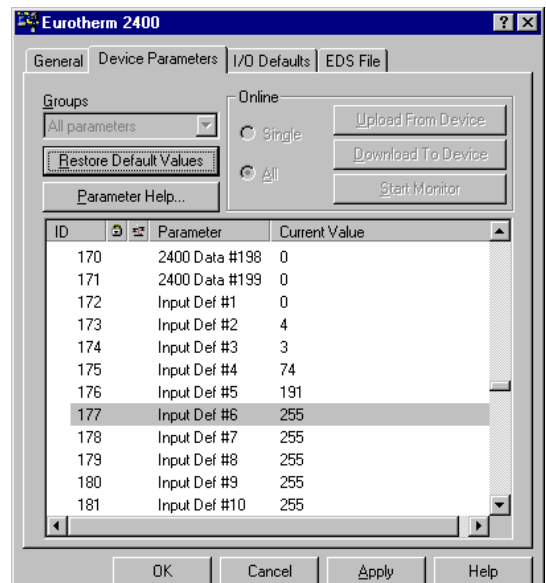 Eurotherm 2400
General Device Parameters I/O Defaults EDS File
Groups
All parameters
Restore Default Values
Parameter Help...
Online
Single
All
Upload From Device
Download To Device
Start Monitor
ID Parameter Current Value
170 2400 Data #198 0
171 2400 Data #199 0
172 Input Def #1 0
173 Input Def #2 4
174 Input Def #3 3
175 Input Def #4 74
176 Input Def #5 191
177 Input Def #6 255
178 Input Def #7 255
179 Input Def #8 255
180 Input Def #9 255
181 Input Def #10 255
OK Cancel Apply Help